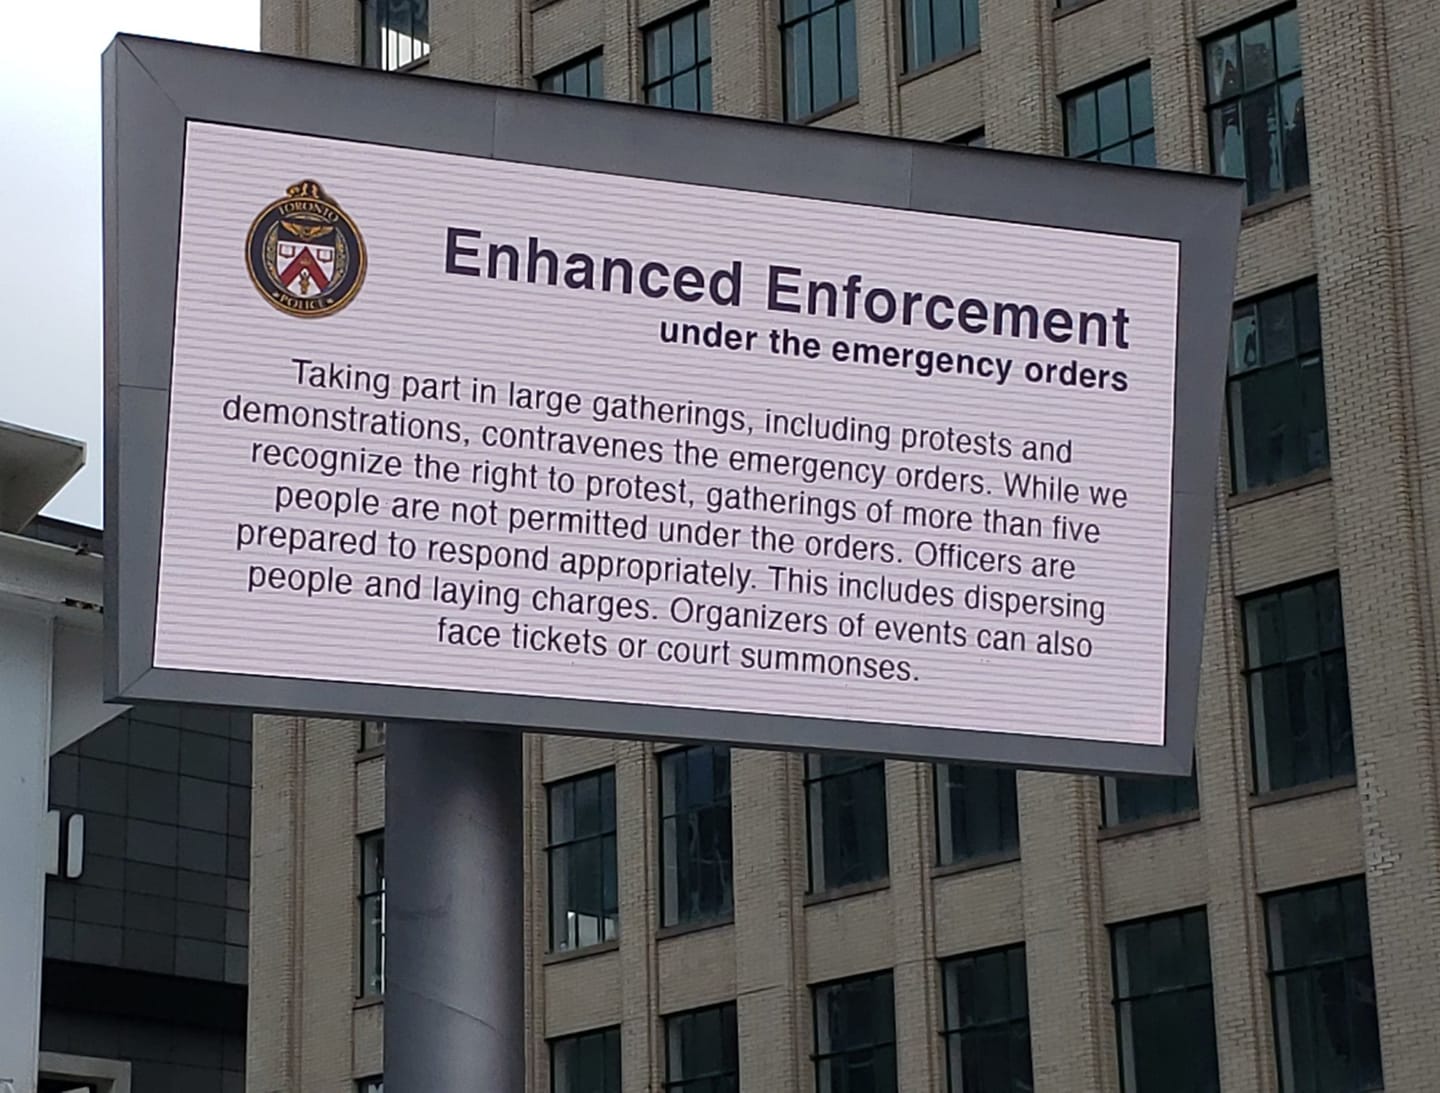 TORONTO
POLICE
Enhanced Enforcement
under the emergency orders
Taking part in large gatherings, including protests and
demonstrations, contravenes the emergency orders. While we
recognize the right to protest, gatherings of more than five
people are not permitted under the orders. Officers are
prepared to respond appropriately. This includes dispersing
people and laying charges. Organizers of events can also
face tickets or court summonses.